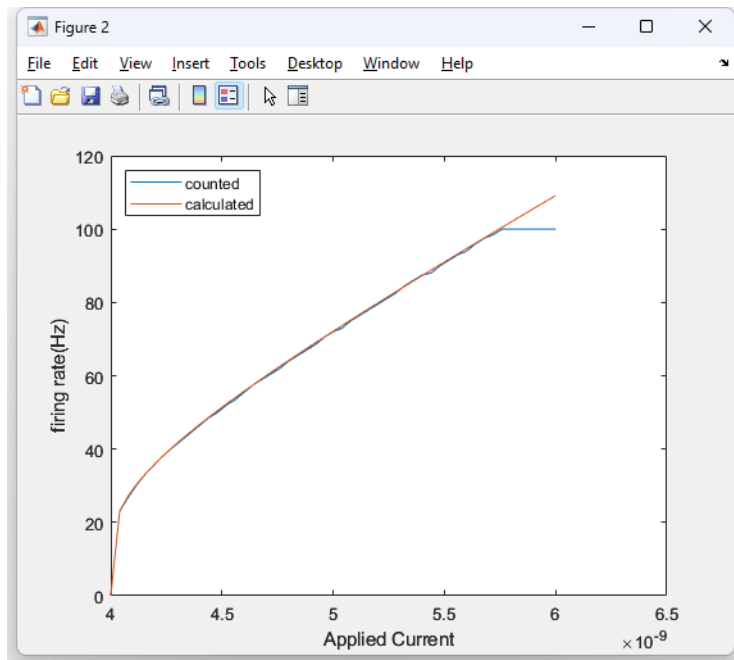 Figure 2
File Edit View Insert Tools Desktop Window Help
120
100
80
60
40
20
0
counted
calculated
firing rate(Hz)
4 4.5 5 5.5 6 6.5
Applied Current
×10⁻⁹